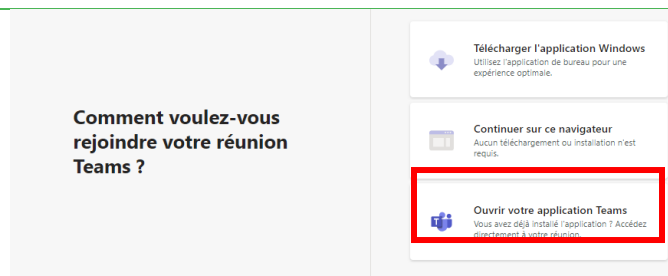 Comment voulez-vous
rejoindre votre réunion
Teams ?
Télécharger l'application Windows
Utilisez l'application de bureau pour une
expérience optimale.
Continuer sur ce navigateur
Aucun téléchargement ou installation n'est
requis.
Ouvrir votre application Teams
Vous avez déjà installé l'application ? Accédez
directement à votre réunion.